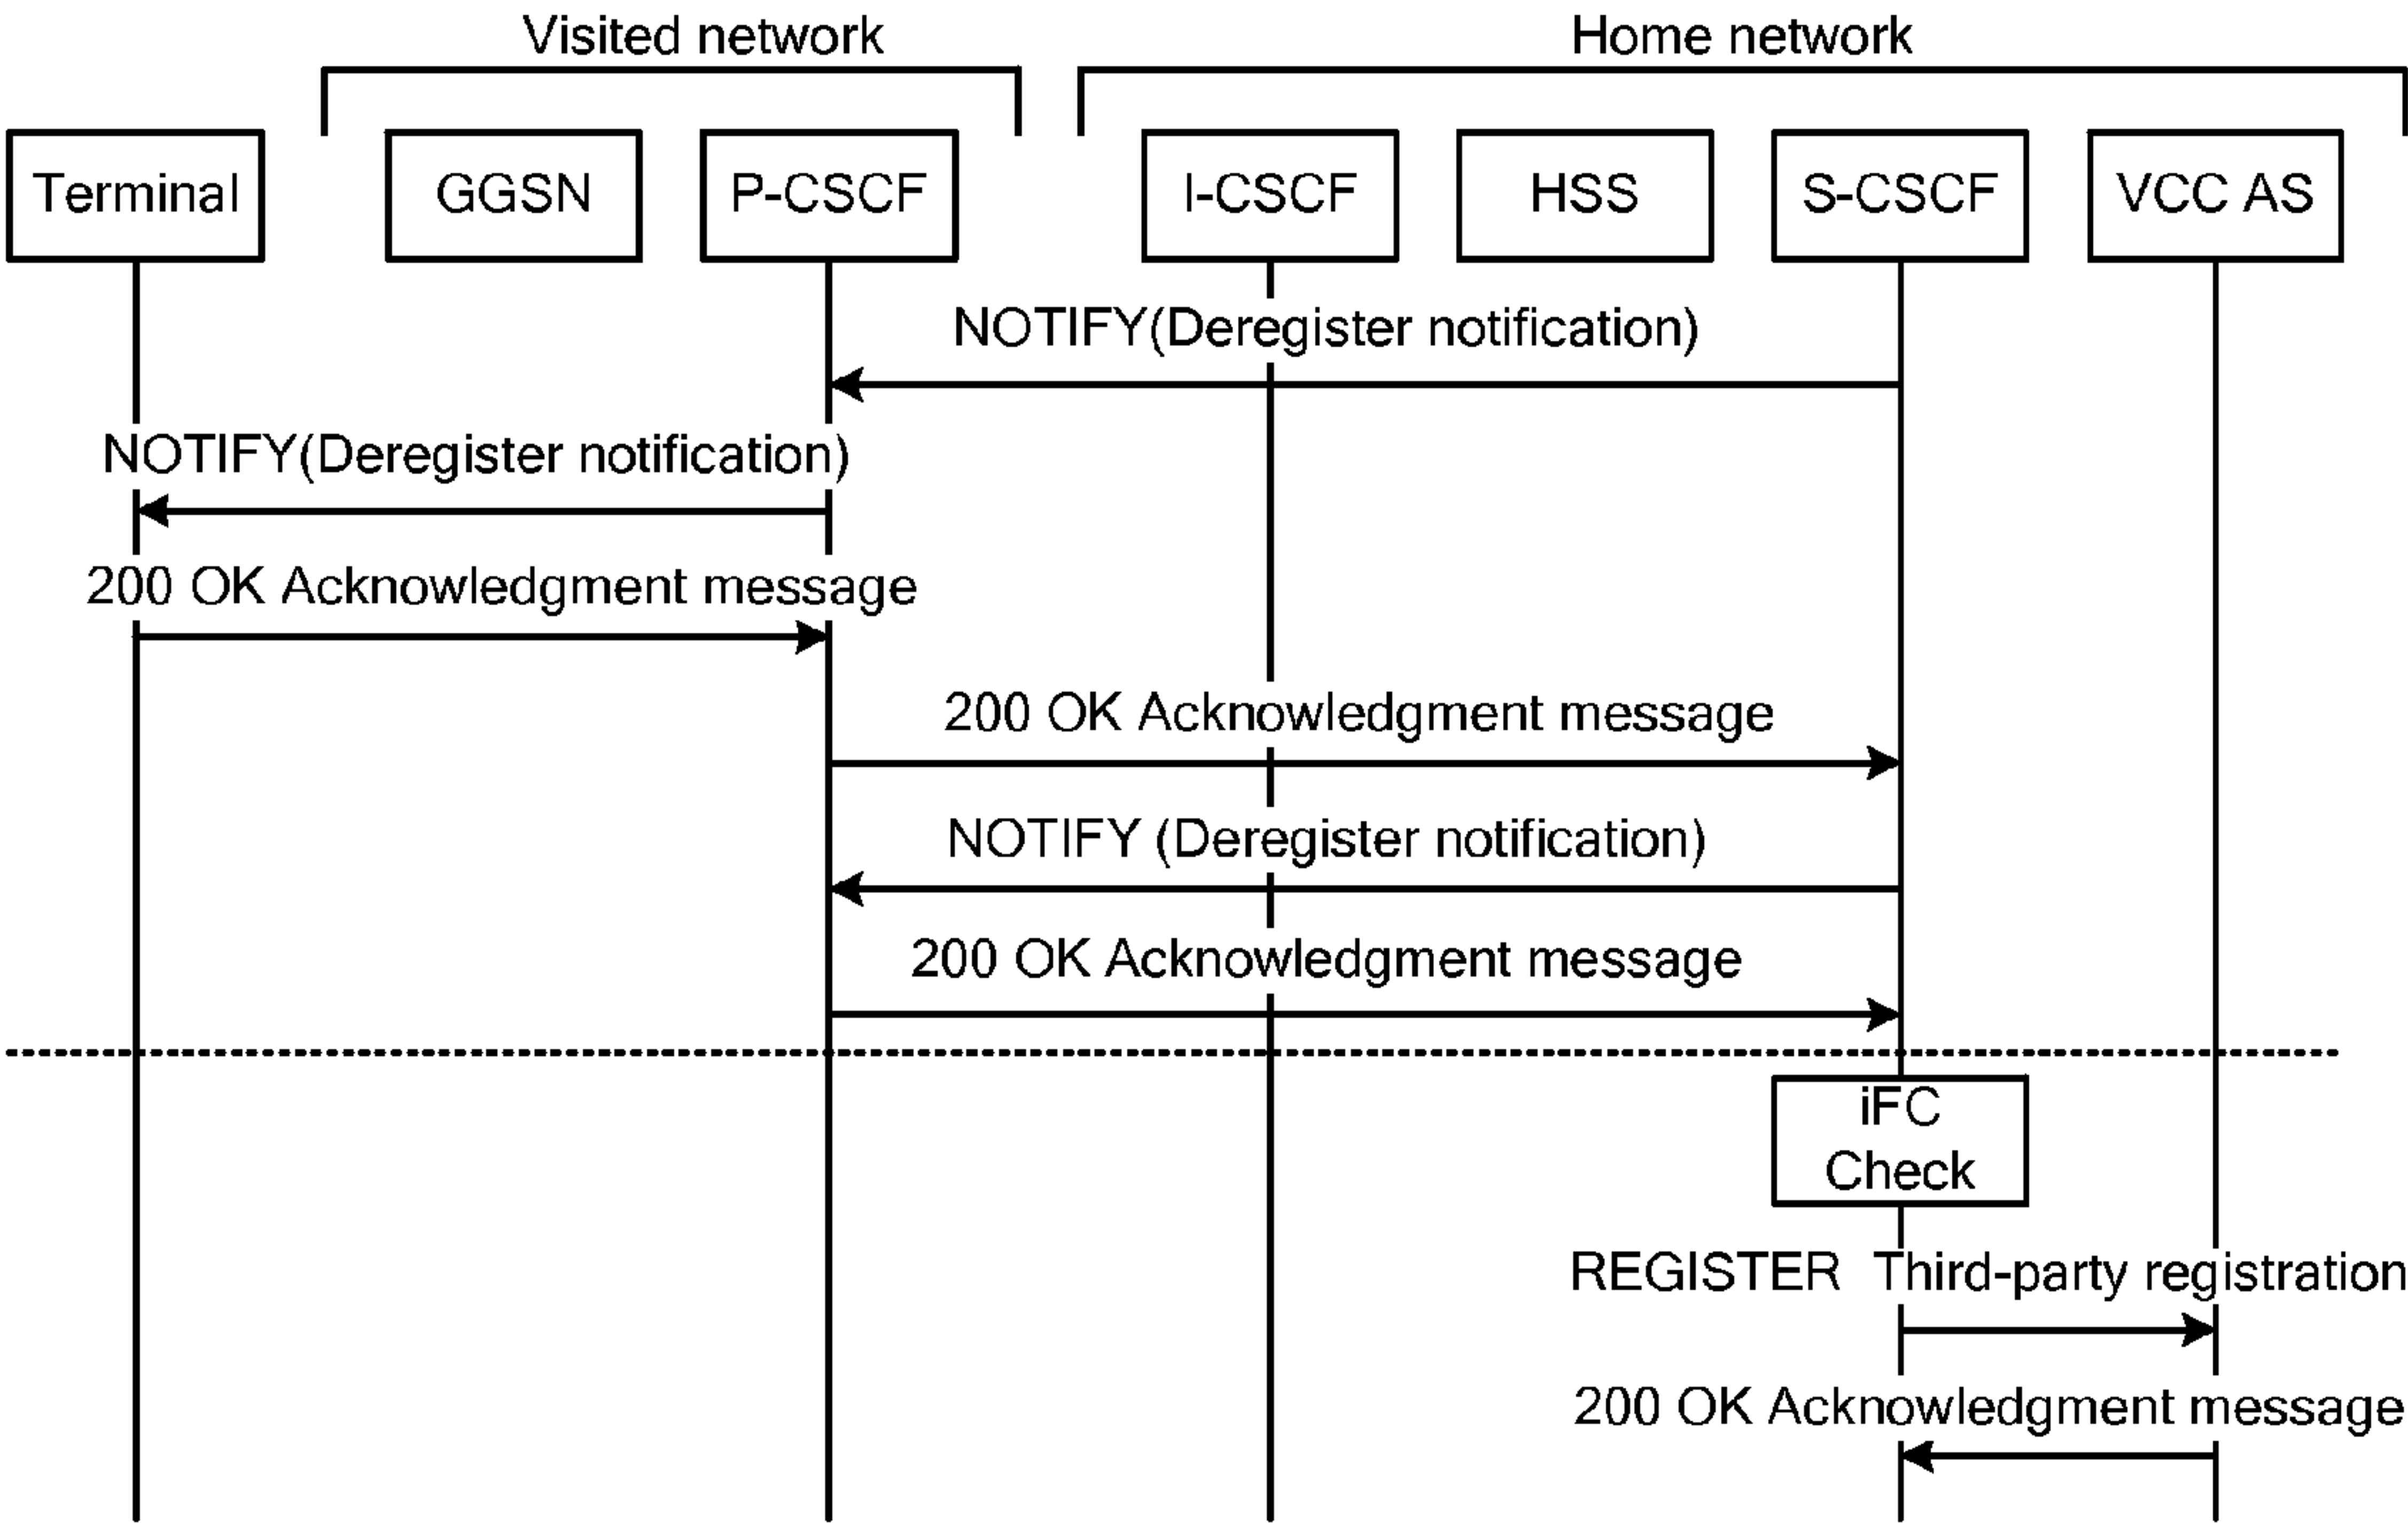 Visited network
Home network
Terminal
GGSN
P-CSCF
I-CSCF
HSS
S-CSCF
VCC AS
NOTIFY(Deregister notification)
NOTIFY(Deregister notification)
200 OK Acknowledgment message
200 OK Acknowledgment message
NOTIFY (Deregister notification)
200 OK Acknowledgment message
iFC
Check
REGISTER Third-party registration
200 OK Acknowledgment message